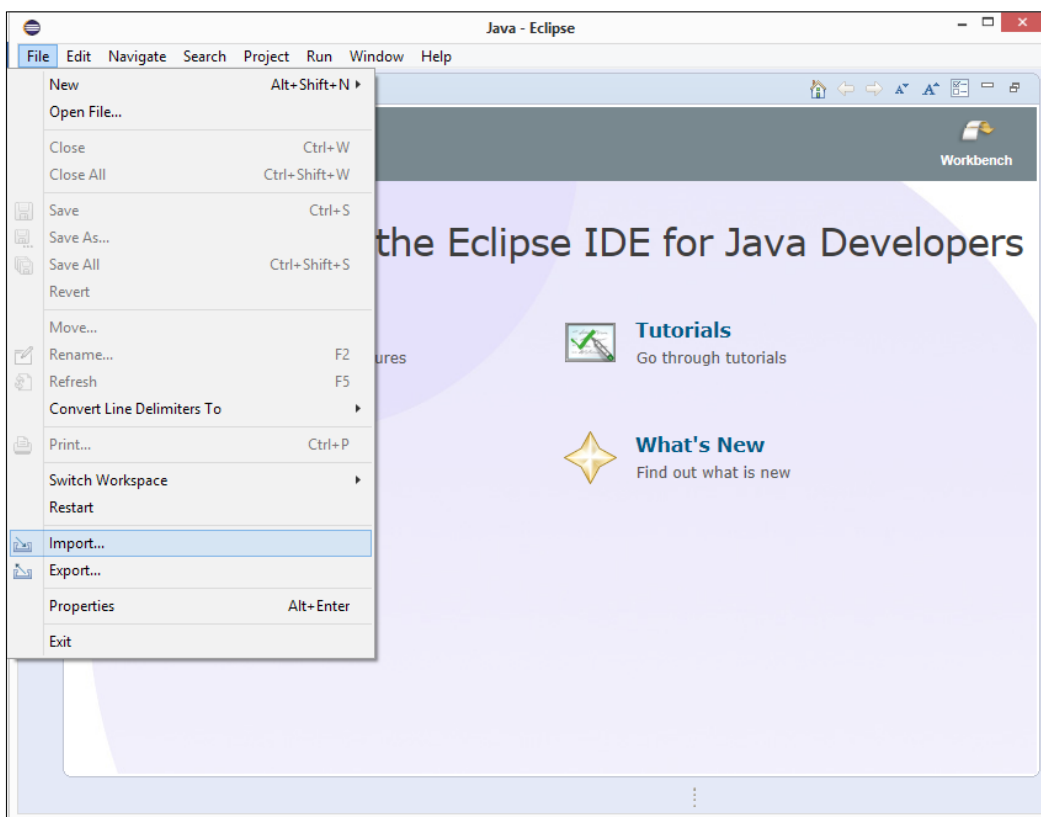 Java - Eclipse
File Edit Navigate Search Project Run Window Help
New Alt+Shift+N
Open File...
Close Ctrl+W
Close All Ctrl+Shift+W
Workbench
Save Ctrl+S
Save As...
Save All Ctrl+Shift+S
Revert
the Eclipse IDE for Java Developers
Move...
Rename... F2
Refresh F5
Convert Line Delimiters To
ures
Tutorials
Go through tutorials
Print... Ctrl+P
Switch Workspace
Restart
What's New
Find out what is new
Import...
Export...
Properties Alt+Enter
Exit